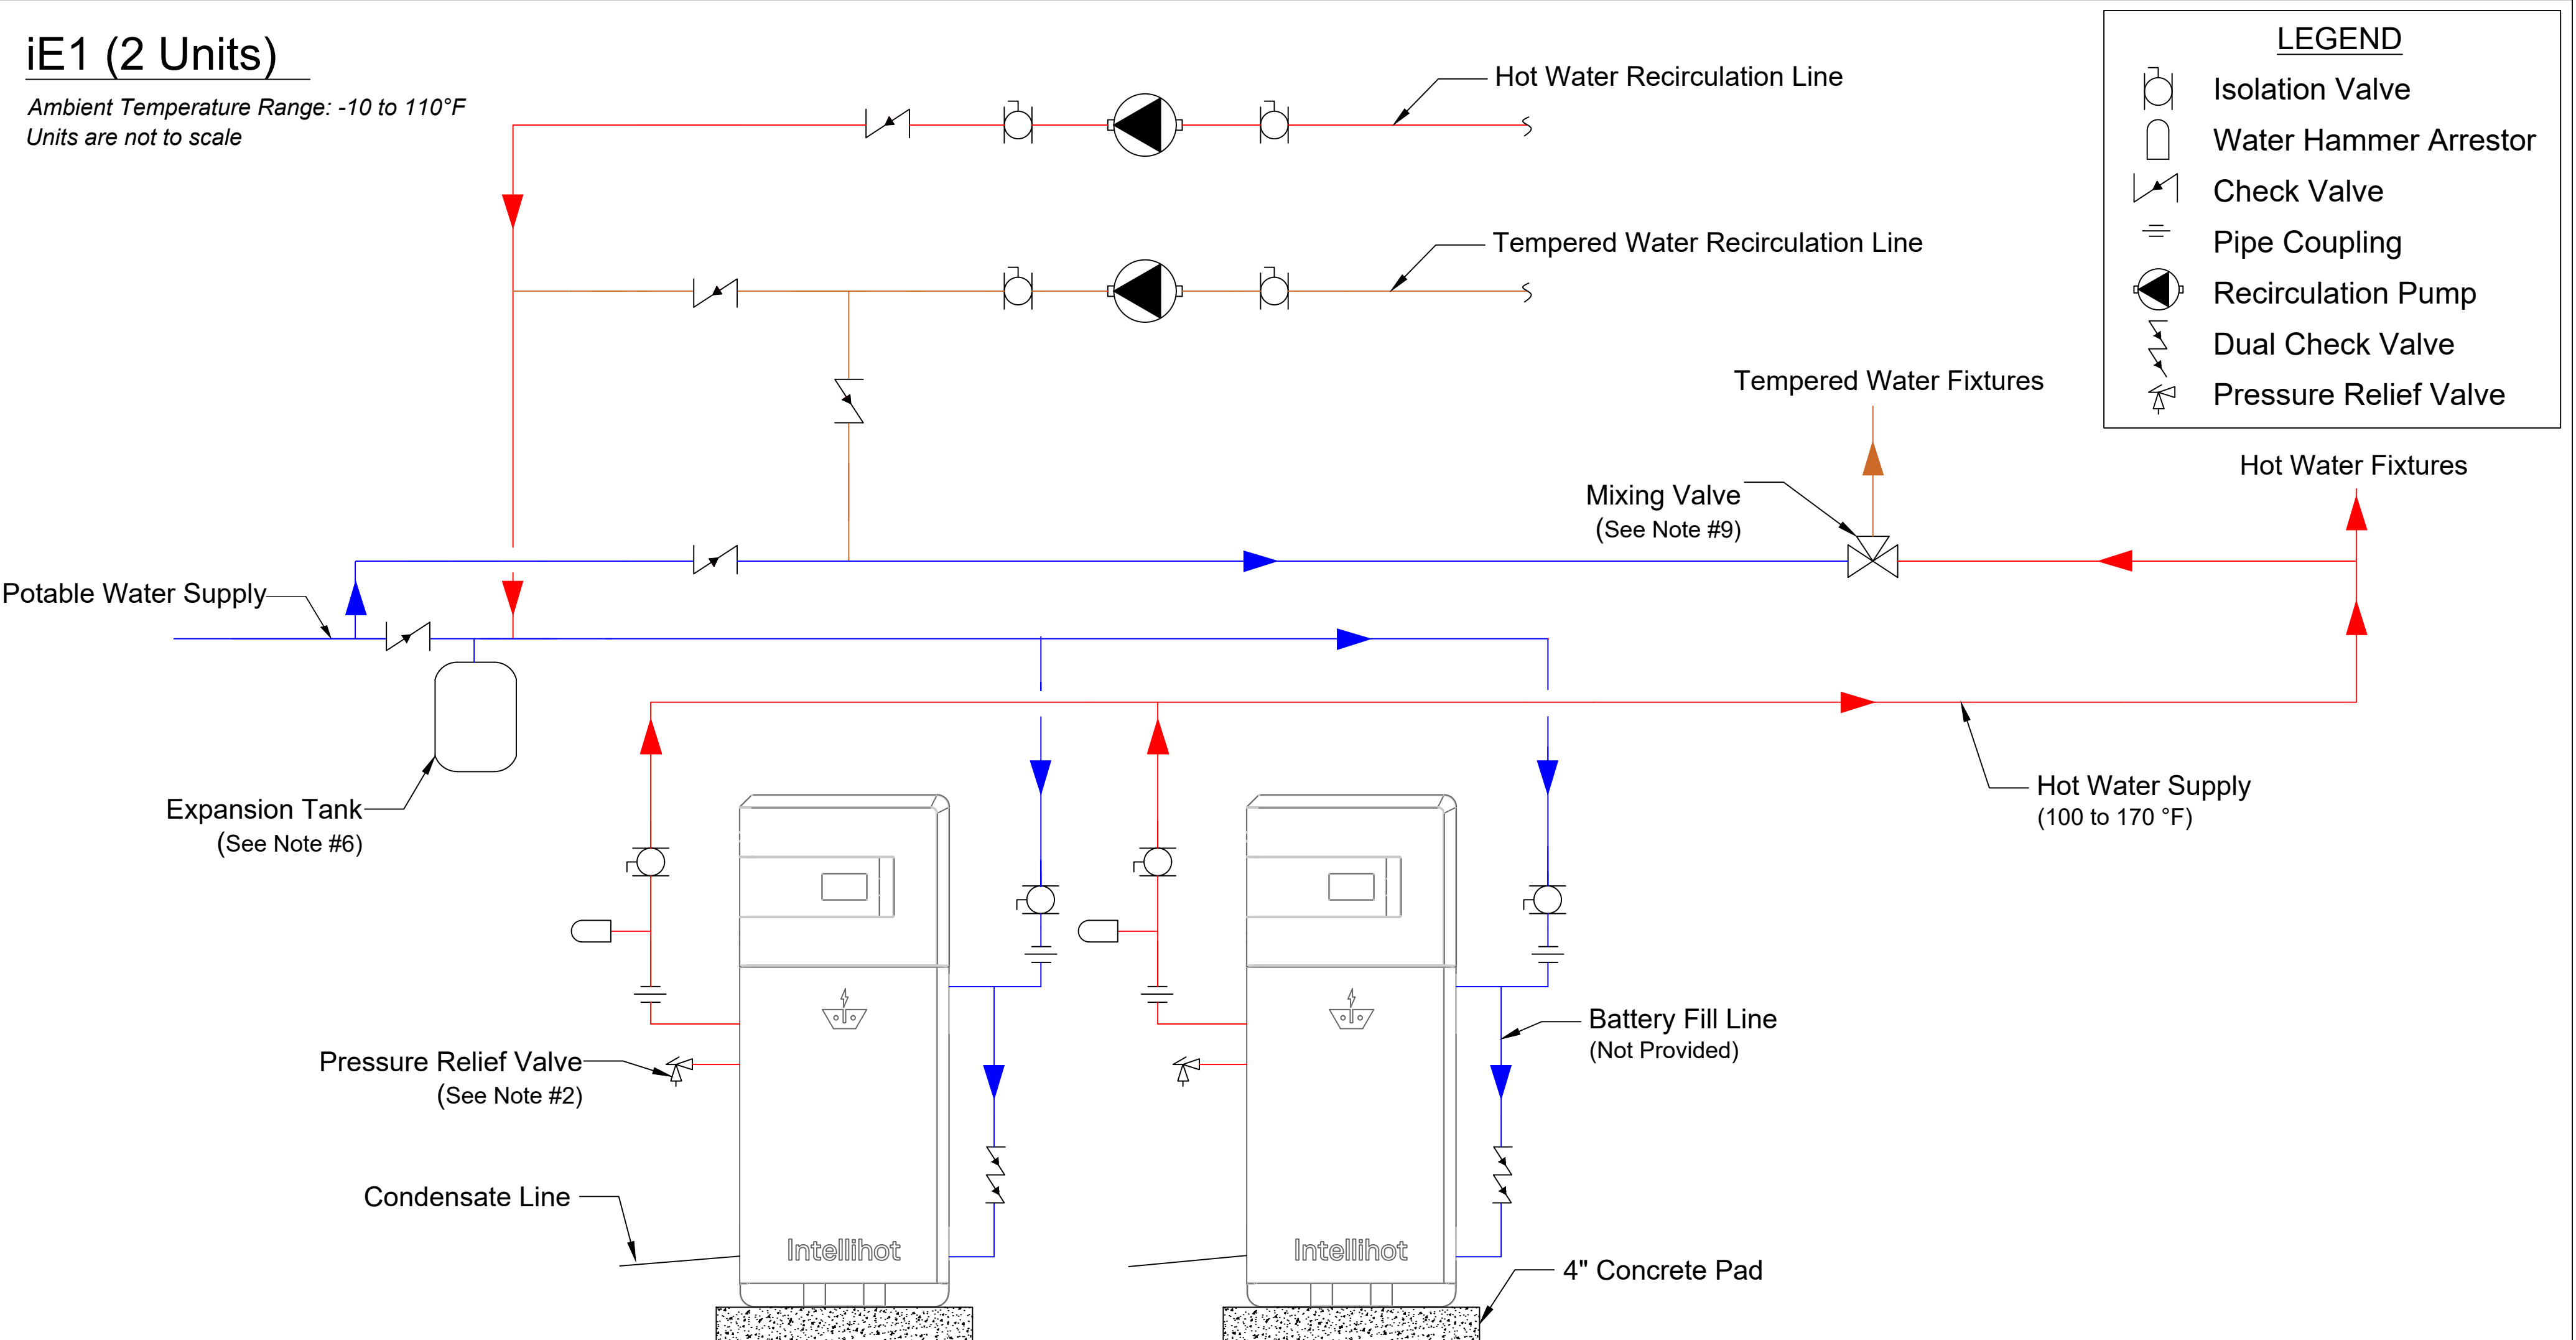 iE1 (2 Units)
Ambient Temperature Range: -10 to 110°F
Units are not to scale
Hot Water Recirculation Line
Tempered Water Recirculation Line
LEGEND
Isolation Valve
Water Hammer Arrestor
Check Valve
Pipe Coupling
Recirculation Pump
Dual Check Valve
Pressure Relief Valve
Tempered Water Fixtures
Hot Water Fixtures
Mixing Valve
(See Note #9)
Potable Water Supply
Expansion Tank
(See Note #6)
Hot Water Supply
(100 to 170 °F)
Battery Fill Line
(Not Provided)
Pressure Relief Valve
(See Note #2)
Condensate Line
Intellihot
Intellihot
4" Concrete Pad